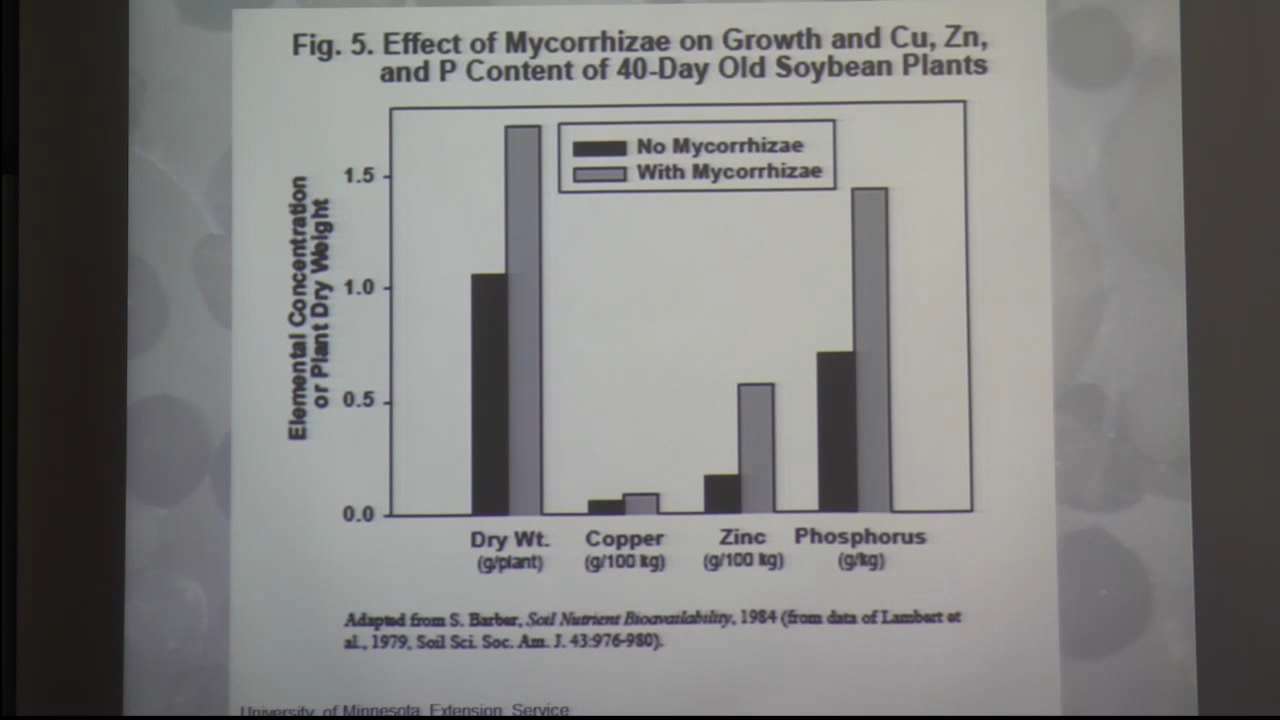 Fig. 5. Effect of Mycorrhizae on Growth and Cu, Zn,
and P Content of 40-Day Old Soybean Plants
No Mycorrhizae
With Mycorrhizae
Elemental Concentration
or Plant Dry Weight
1.5
1.0
0.5
0.0
Dry Wt. Copper Zinc Phosphorus
(g/plant) (g/100 kg) (g/100 kg) (g/kg)
Adapted from S. Barber, Soil Nutrient Bioavailability, 1984 (from data of Lambert et
al., 1979, Soil Sci. Soc. Am. J. 43:976-980).
University of Minnesota Extension Service